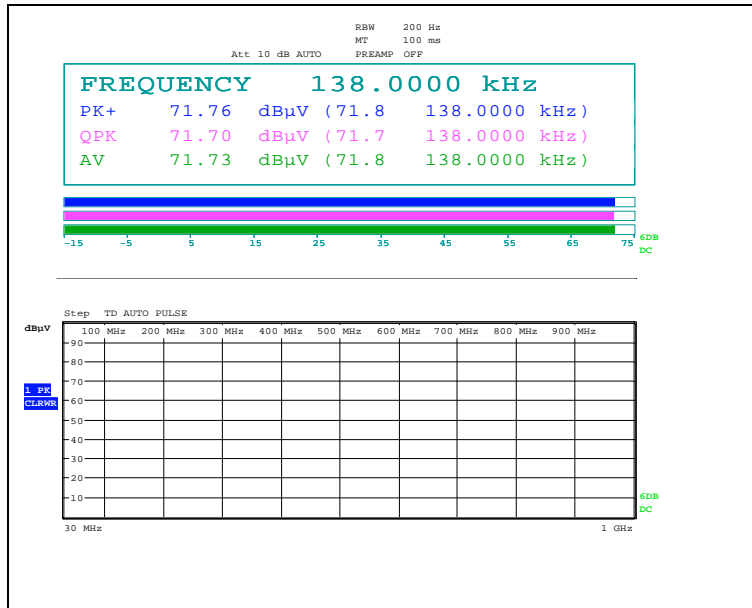 RBW 200 Hz
MT 100 ms
Att 10 dB AUTO PREAMP OFF
FREQUENCY 138.0000 kHz
PK+ 71.76 dBµV (71.8 138.0000 kHz)
QPK 71.70 dBµV (71.7 138.0000 kHz)
AV 71.73 dBµV (71.8 138.0000 kHz)
-15 -5 5 15 25 35 45 55 65 75
6DB
DC
Step TD AUTO PULSE
dBµV
100 MHz 200 MHz 300 MHz 400 MHz 500 MHz 600 MHz 700 MHz 800 MHz 900 MHz
90
80
70
1 PK
CLRWR
60
50
40
30
20
10
6DB
DC
30 MHz 1 GHz